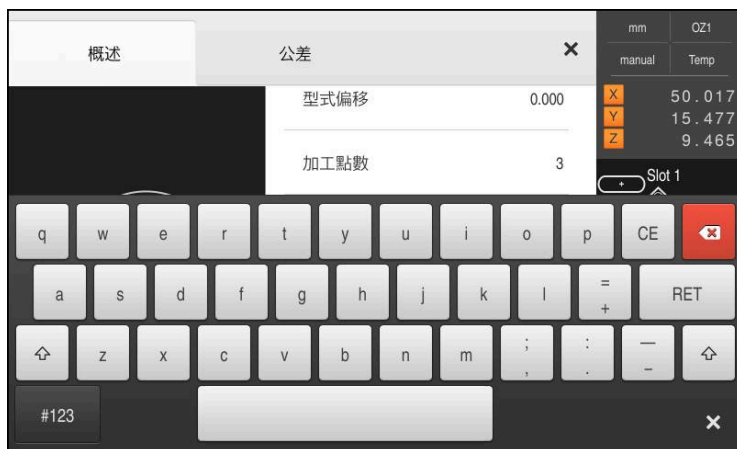 概述
公差
型式偏移 0.000
加工點數 3
mm OZ1
manual Temp
X 50.017
Y 15.477
Z 9.465
Slot 1
q w e r t y u i o p CE
a s d f g h j k l = + RET
z x c v b n m ; , : . — –
#123